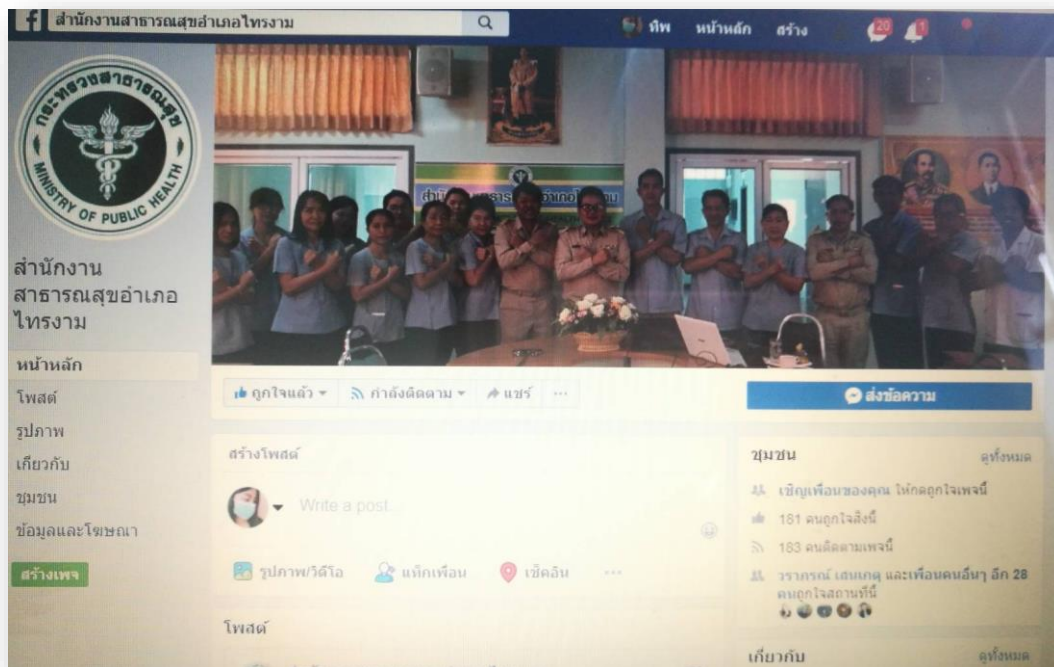 สำนักงานสาธารณสุขอำเภอไทรงาม
ทิพ หน้าหลัก สร้าง 20 1
กระทรวงสาธารณสุข
MINISTRY OF PUBLIC HEALTH
สำนักงาน
สาธารณสุขอำเภอ
ไทรงาม
หน้าหลัก
โพสต์
รูปภาพ
เกี่ยวกับ
ชุมชน
ข้อมูลและโฆษณา
สร้างเพจ
ถูกใจแล้ว กำลังติดตาม แชร์ ...
ส่งข้อความ
สร้างโพสต์
Write a post...
รูปภาพ/วิดีโอ แท็กเพื่อน เช็คอิน ...
โพสต์
ชุมชน ดูทั้งหมด
เชิญเพื่อนของคุณ ให้กดถูกใจเพจนี้
181 คนถูกใจสิ่งนี้
183 คนติดตามเพจนี้
วราภรณ์ เสนเกตุ และเพื่อนคนอื่นๆ อีก 28
คนถูกใจสถานที่นี้
เกี่ยวกับ ดูทั้งหมด